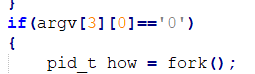 }
if(argv[3][0]=='0')
{
pid_t how = fork();